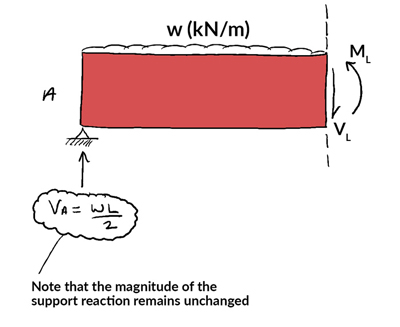 w (kN/m)
M_L
A
V_L
V_A = WL/2
Note that the magnitude of the
support reaction remains unchanged